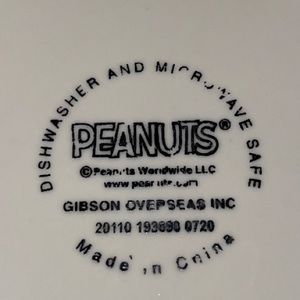 DISHWASHER AND MICROWAVE SAFE
PEANUTS®
©Peanuts Worldwide LLC
www.peanuts.com
GIBSON OVERSEAS INC
20110 193690 0720
Made in China